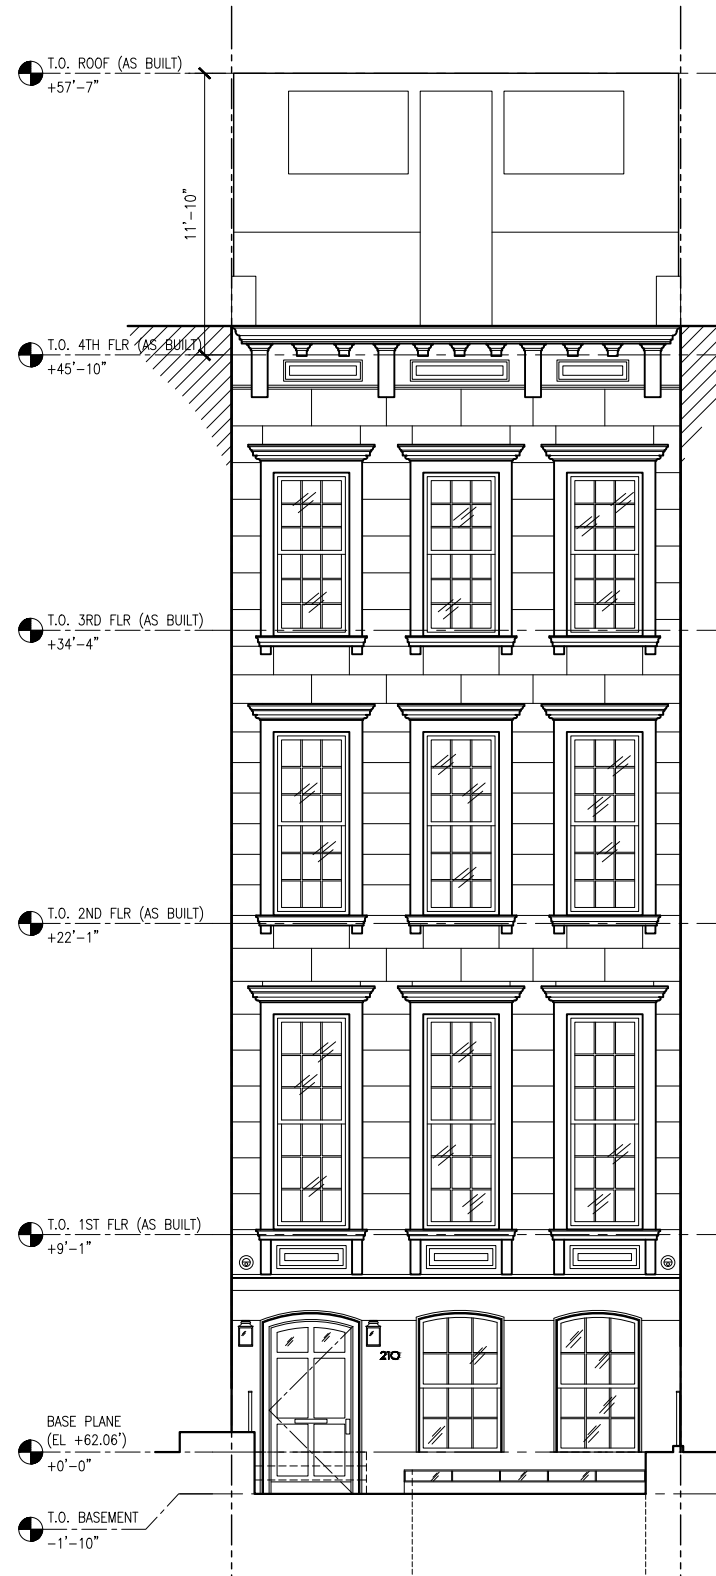 T.O. ROOF (AS BUILT)
+57'-7"
11'-10"
T.O. 4TH FLR (AS BUILT)
+45'-10"
T.O. 3RD FLR (AS BUILT)
+34'-4"
T.O. 2ND FLR (AS BUILT)
+22'-1"
T.O. 1ST FLR (AS BUILT)
+9'-1"
210
BASE PLANE
(EL +62.06')
+0'-0"
T.O. BASEMENT
-1'-10"